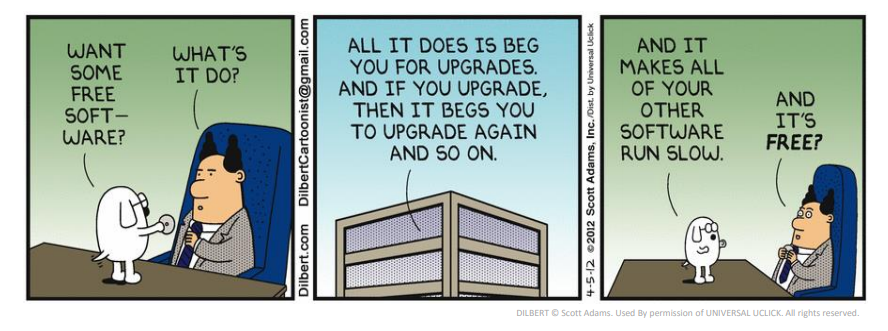 WANT
SOME
FREE
SOFT–
WARE?
WHAT'S
IT DO?
DilbertCartoonist@gmail.com
Dilbert.com
ALL IT DOES IS BEG
YOU FOR UPGRADES.
AND IF YOU UPGRADE,
THEN IT BEGS YOU
TO UPGRADE AGAIN
AND SO ON.
4-5-12 ©2012 Scott Adams, Inc. /Dist. by Universal Uclick
AND IT
MAKES ALL
OF YOUR
OTHER
SOFTWARE
RUN SLOW.
AND
IT'S
FREE?
DILBERT © Scott Adams. Used By permission of UNIVERSAL UCLICK. All rights reserved.